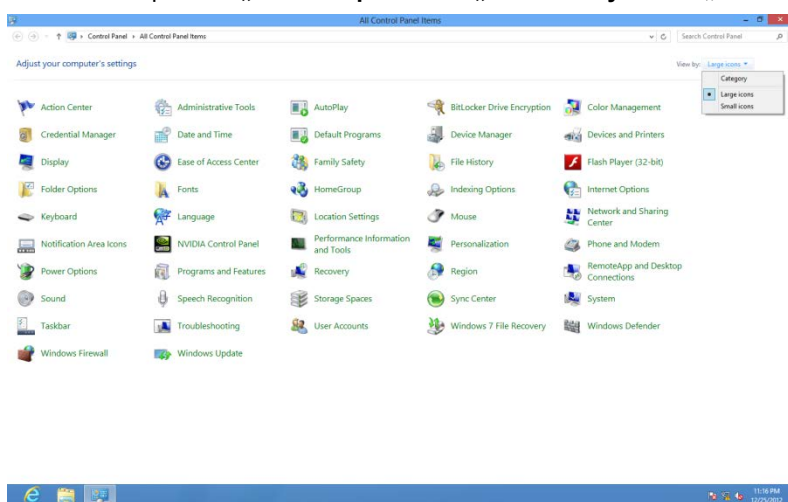 All Control Panel Items
Control Panel
All Control Panel Items
Search Control Panel
Adjust your computer's settings
View by: Large icons
Category
Large icons
Small icons
Action Center
Administrative Tools
AutoPlay
BitLocker Drive Encryption
Color Management
Credential Manager
Date and Time
Default Programs
Device Manager
Devices and Printers
Display
Ease of Access Center
Family Safety
File History
Flash Player (32-bit)
Folder Options
Fonts
HomeGroup
Indexing Options
Internet Options
Keyboard
Language
Location Settings
Mouse
Network and Sharing
Center
Notification Area Icons
NVIDIA Control Panel
Performance Information
and Tools
Personalization
Phone and Modem
Power Options
Programs and Features
Recovery
Region
RemoteApp and Desktop
Connections
Sound
Speech Recognition
Storage Spaces
Sync Center
System
Taskbar
Troubleshooting
User Accounts
Windows 7 File Recovery
Windows Defender
Windows Firewall
Windows Update
11:16 PM
12/25/2012